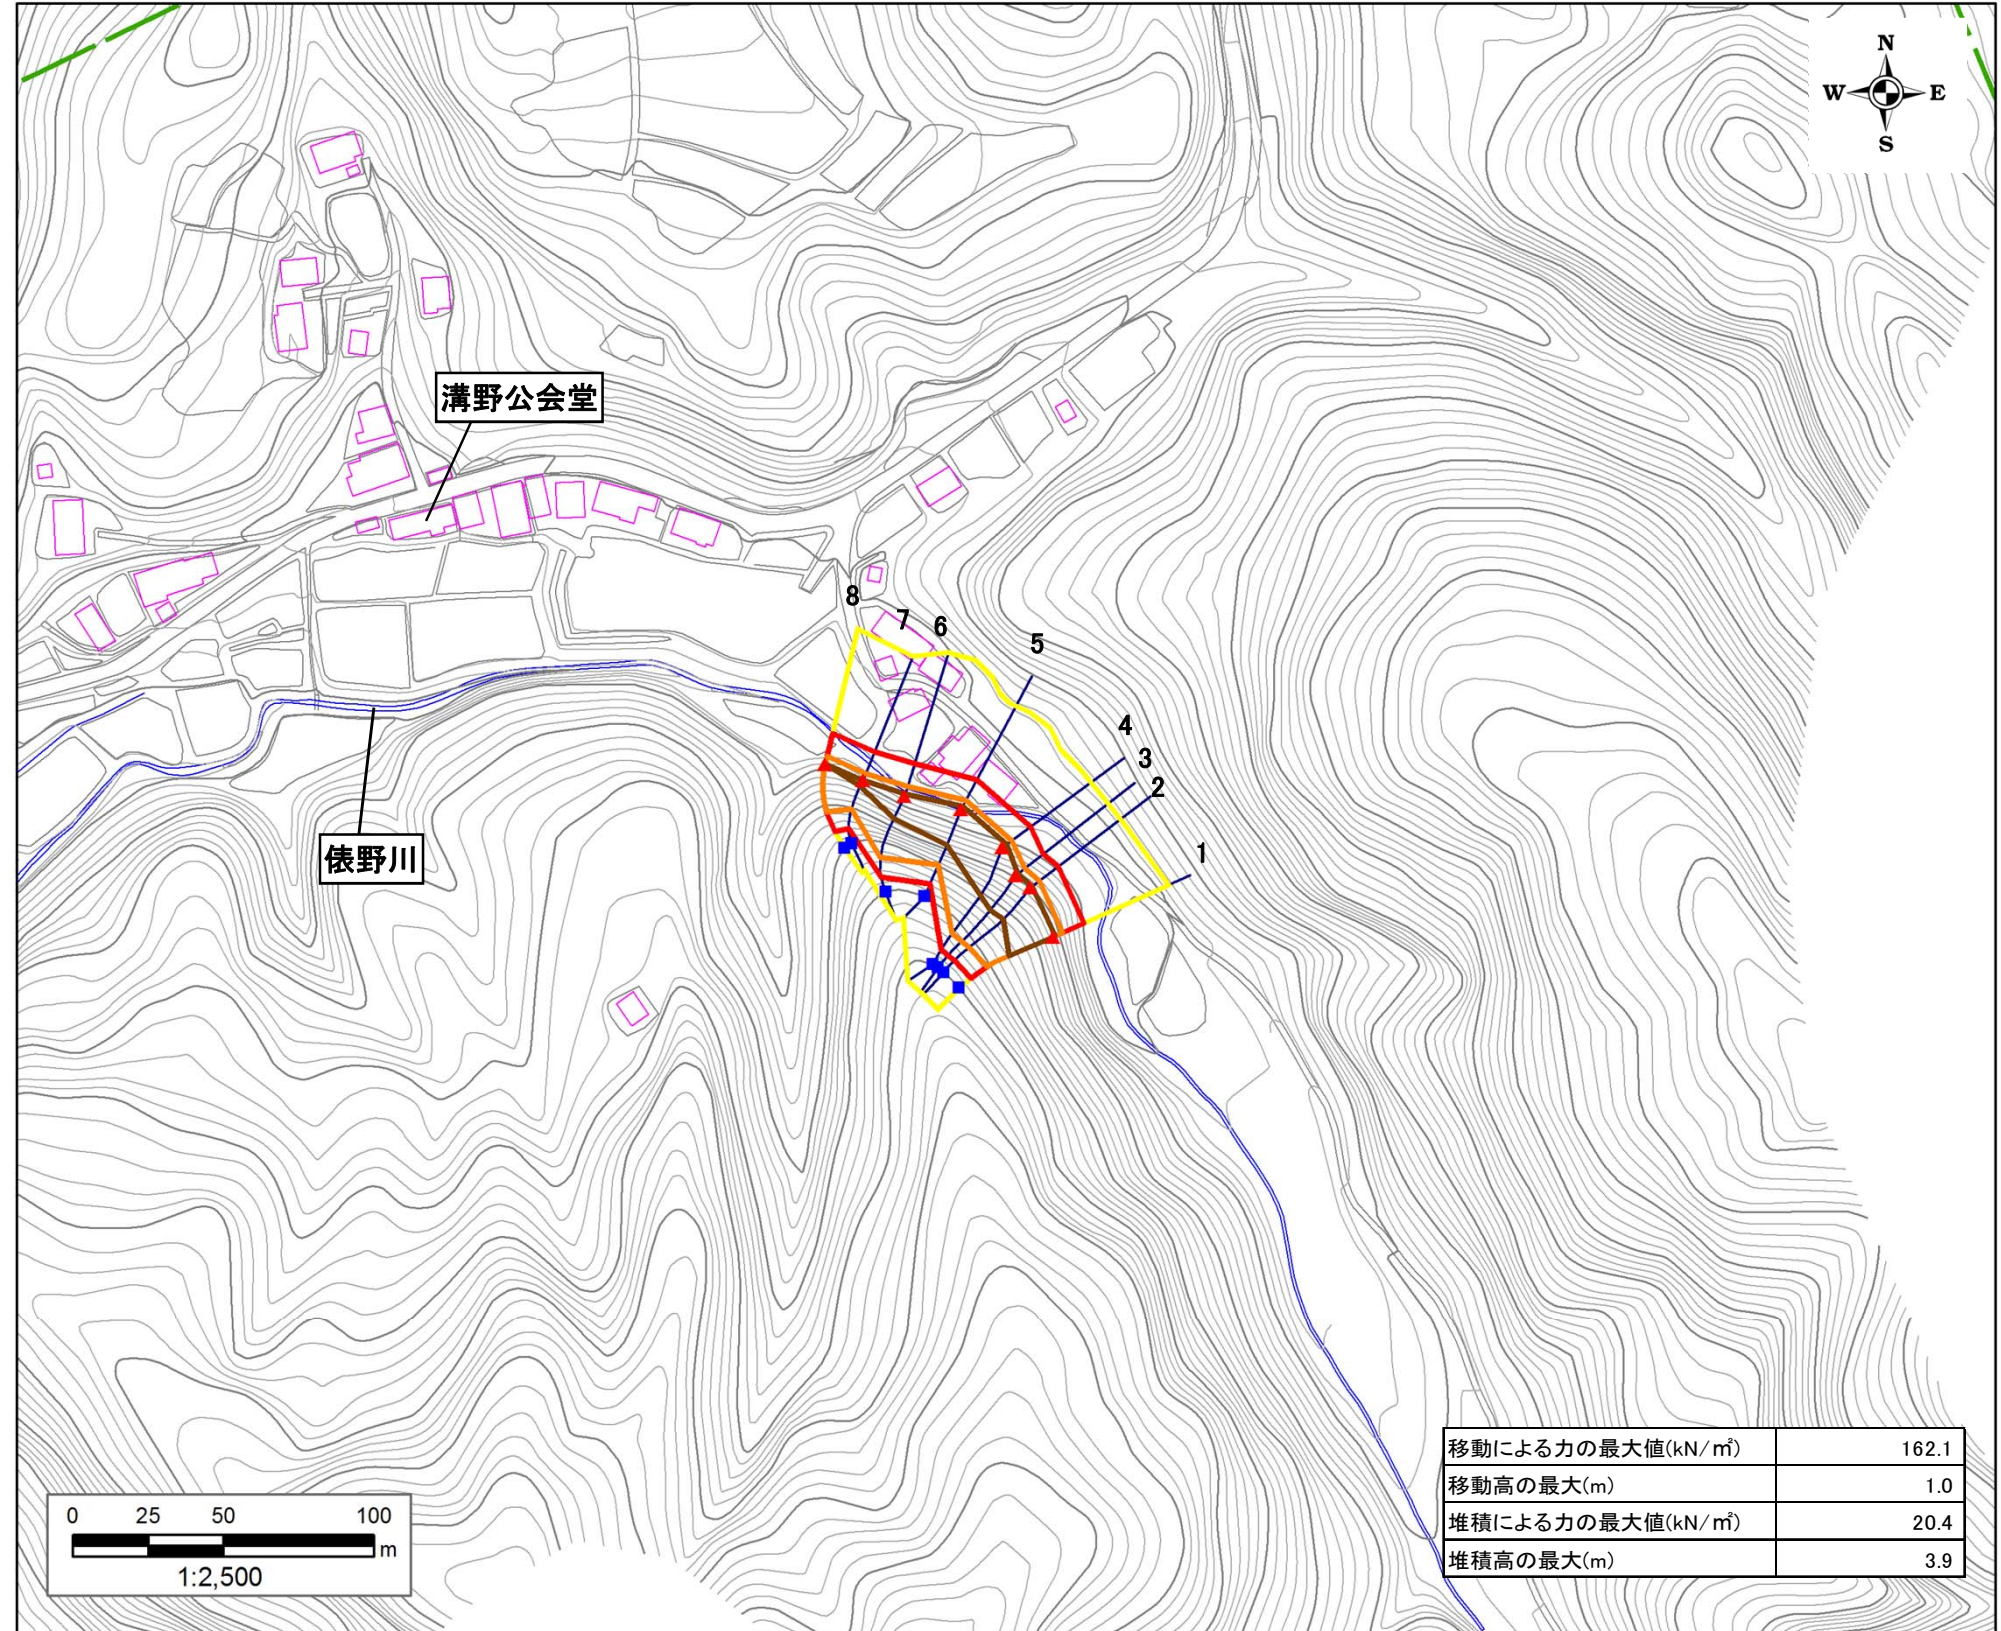 N
W E
S
溝野公会堂
8
7
6
5
4
3
2
1
俵野川
移動による力の最大値(kN/㎡) 162.1
移動高の最大(m) 1.0
堆積による力の最大値(kN/㎡) 20.4
堆積高の最大(m) 3.9
0 25 50 100
m
1:2,500